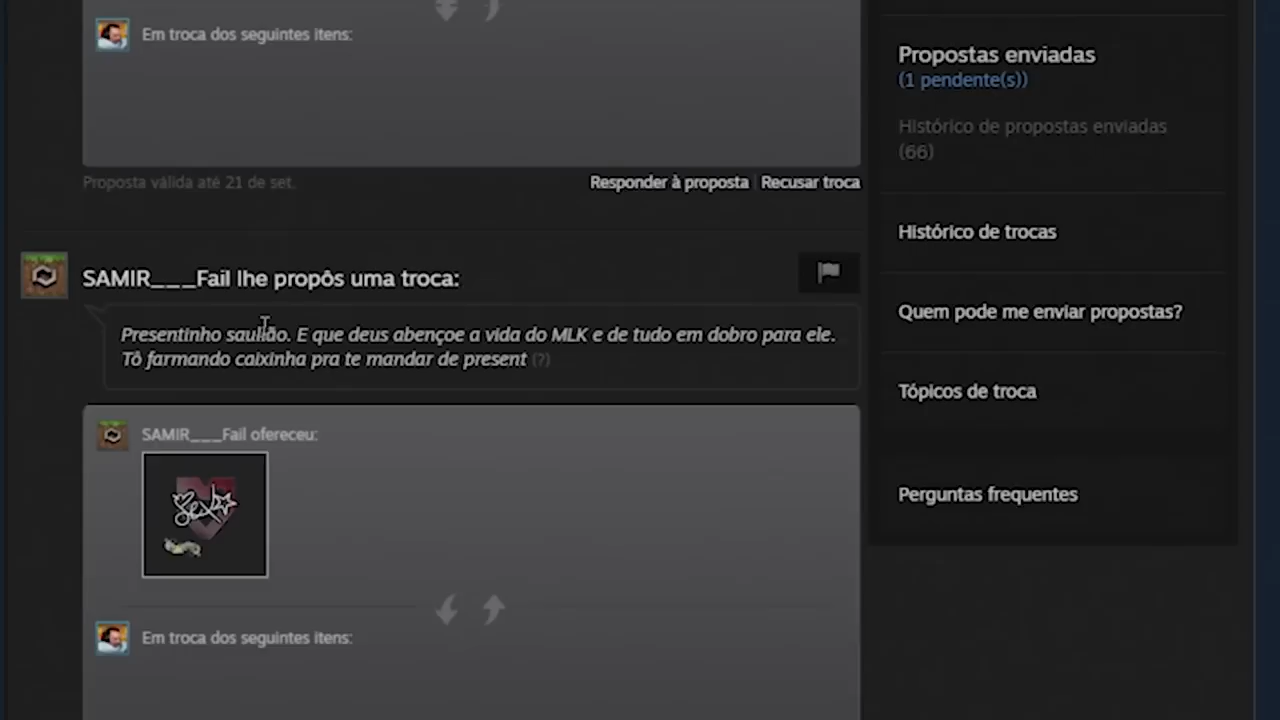 Em troca dos seguintes itens:
Proposta válida até 21 de set.
Responder à proposta
Recusar troca
SAMIR___Fail lhe propôs uma troca:
Presentinho saulão. E que deus abençoe a vida do MLK e de tudo em dobro para ele.
Tô farmando caixinha pra te mandar de present (?)
SAMIR___Fail ofereceu:
Em troca dos seguintes itens:
Propostas enviadas
(1 pendente(s))
Histórico de propostas enviadas
(66)
Histórico de trocas
Quem pode me enviar propostas?
Tópicos de troca
Perguntas frequentes